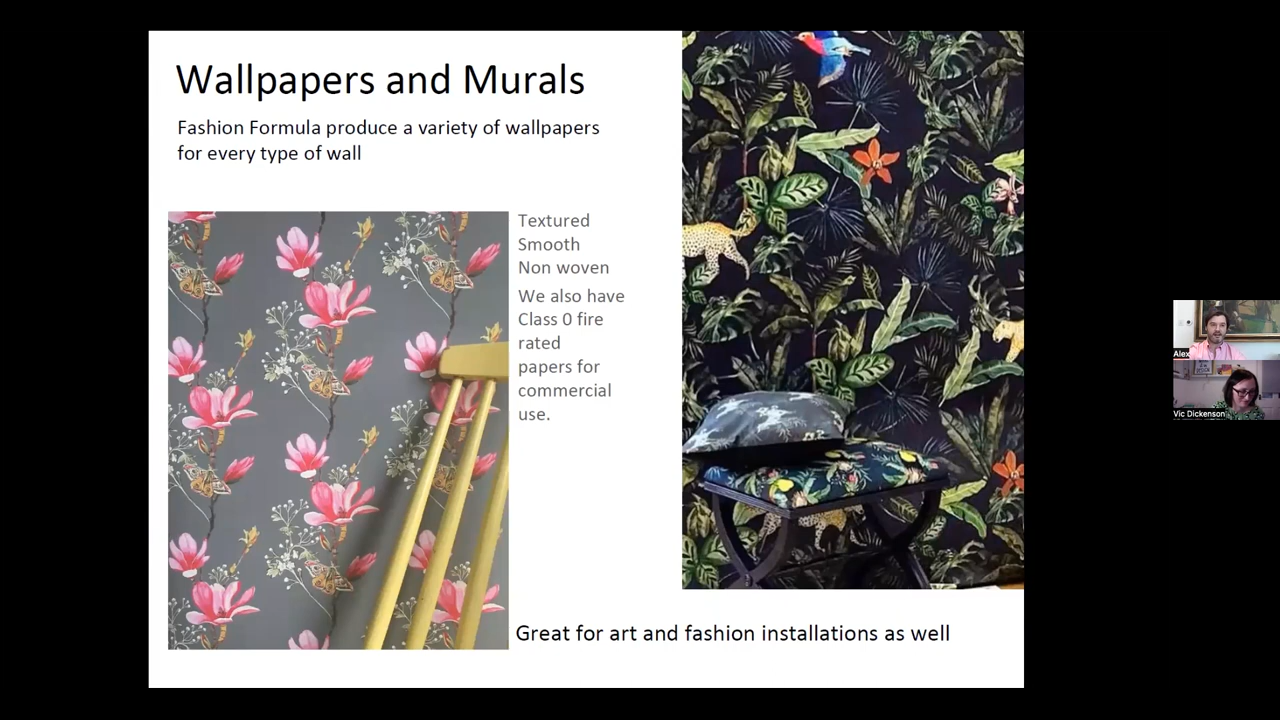 Wallpapers and Murals
Fashion Formula produce a variety of wallpapers
for every type of wall
Textured
Smooth
Non woven
We also have
Class 0 fire
rated
papers for
commercial
use.
Great for art and fashion installations as well
Alex
Vic Dickenson